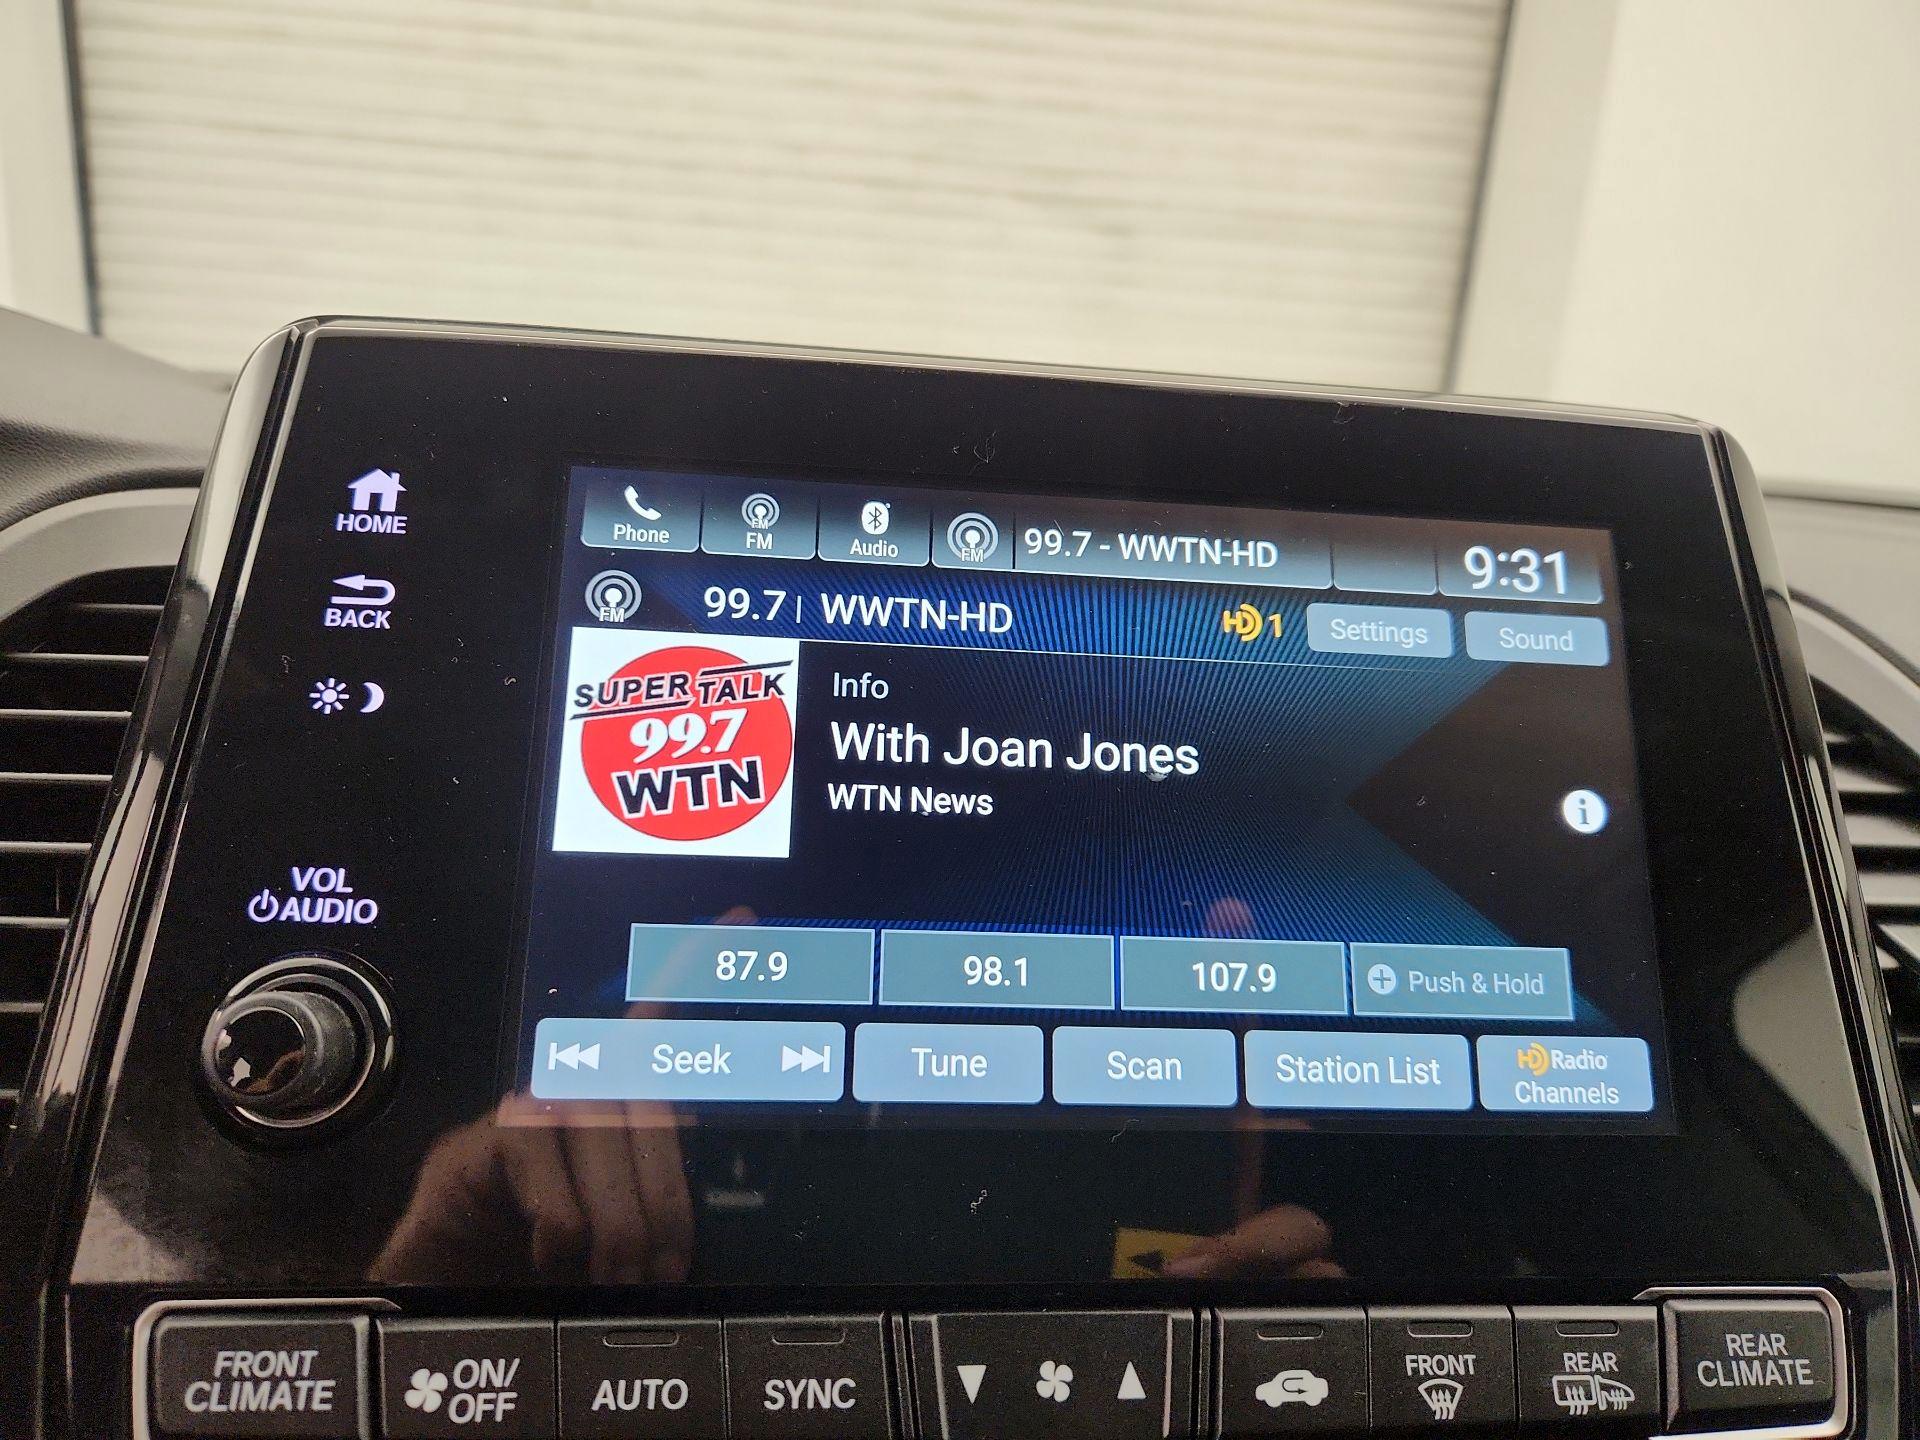 HOME
BACK
VOL
AUDIO
Phone
FM
Audio
FM
99.7 - WWTN-HD
9:31
FM
99.7 | WWTN-HD
HD 1
Settings
Sound
SUPER TALK
99.7
WTN
Info
With Joan Jones
WTN News
i
87.9
98.1
107.9
+ Push & Hold
Seek
Tune
Scan
Station List
HD Radio
Channels
FRONT
CLIMATE
ON/
OFF
AUTO
SYNC
FRONT
REAR
REAR
CLIMATE